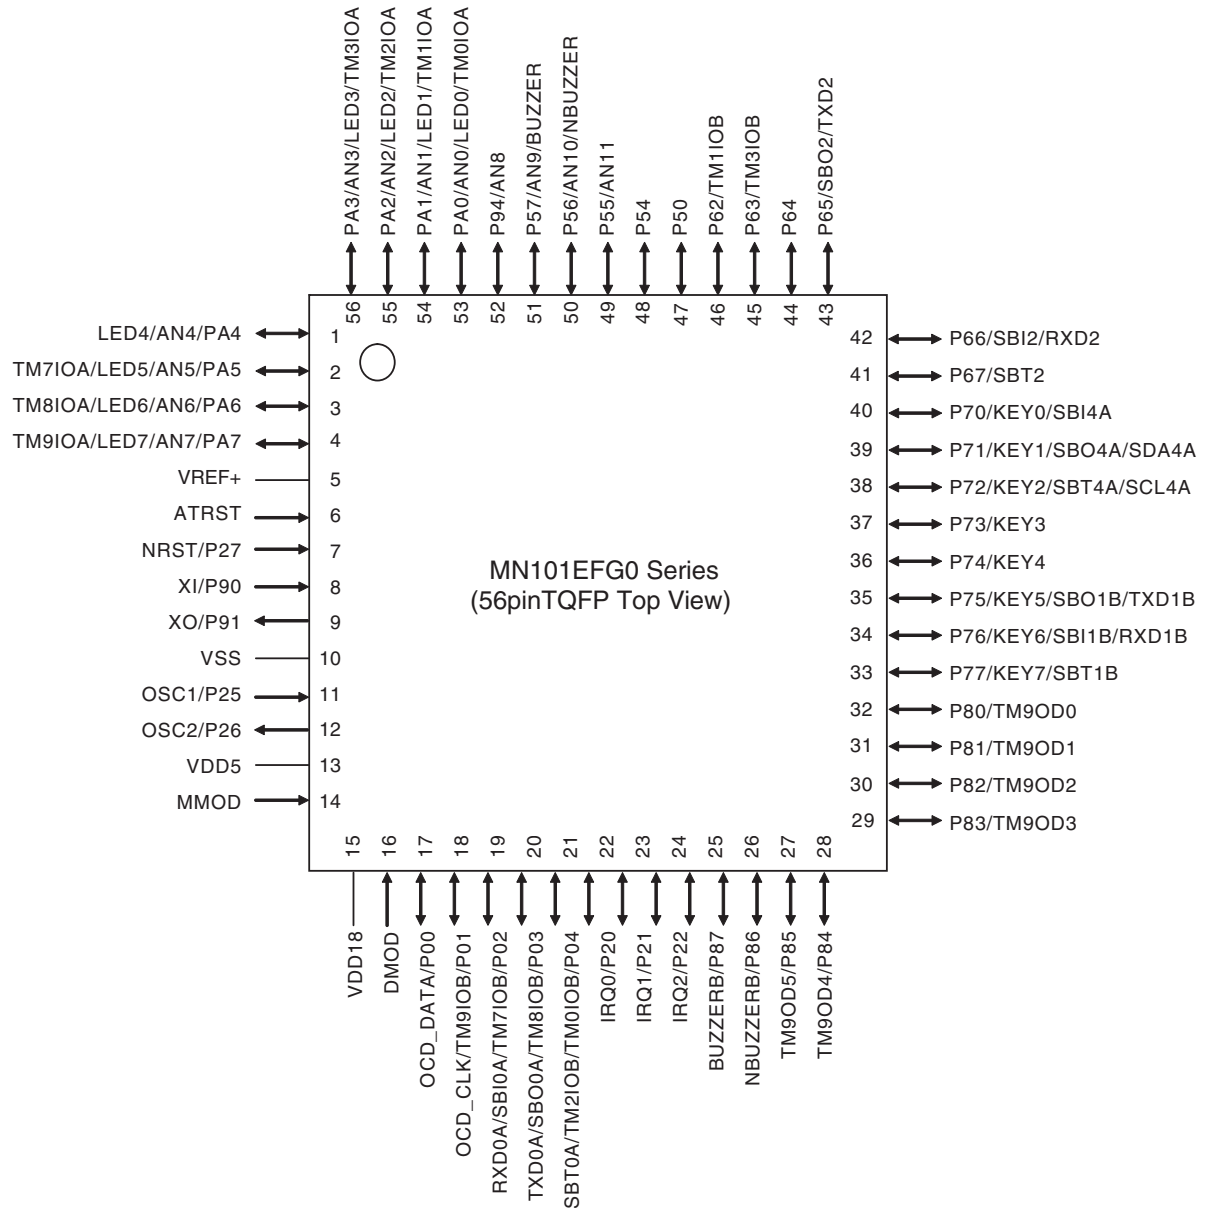 PA3/AN3/LED3/TM3IOA
PA2/AN2/LED2/TM2IOA
PA1/AN1/LED1/TM1IOA
PA0/AN0/LED0/TM0IOA
P94/AN8
P57/AN9/BUZZER
P56/AN10/NBUZZER
P55/AN11
P54
P50
P62/TM1IOB
P63/TM3IOB
P64
P65/SBO2/TXD2
56
55
54
53
52
51
50
49
48
47
46
45
44
43
LED4/AN4/PA4 1
TM7IOA/LED5/AN5/PA5 2
TM8IOA/LED6/AN6/PA6 3
TM9IOA/LED7/AN7/PA7 4
VREF+ 5
ATRST 6
NRST/P27 7
XI/P90 8
XO/P91 9
VSS 10
OSC1/P25 11
OSC2/P26 12
VDD5 13
MMOD 14
MN101EFG0 Series
(56pinTQFP Top View)
42 P66/SBI2/RXD2
41 P67/SBT2
40 P70/KEY0/SBI4A
39 P71/KEY1/SBO4A/SDA4A
38 P72/KEY2/SBT4A/SCL4A
37 P73/KEY3
36 P74/KEY4
35 P75/KEY5/SBO1B/TXD1B
34 P76/KEY6/SBI1B/RXD1B
33 P77/KEY7/SBT1B
32 P80/TM9OD0
31 P81/TM9OD1
30 P82/TM9OD2
29 P83/TM9OD3
15
16
17
18
19
20
21
22
23
24
25
26
27
28
VDD18
DMOD
OCD_DATA/P00
OCD_CLK/TM9IOB/P01
RXD0A/SBI0A/TM7IOB/P02
TXD0A/SBO0A/TM8IOB/P03
SBT0A/TM2IOB/TM0IOB/P04
IRQ0/P20
IRQ1/P21
IRQ2/P22
BUZZERB/P87
NBUZZERB/P86
TM9OD5/P85
TM9OD4/P84